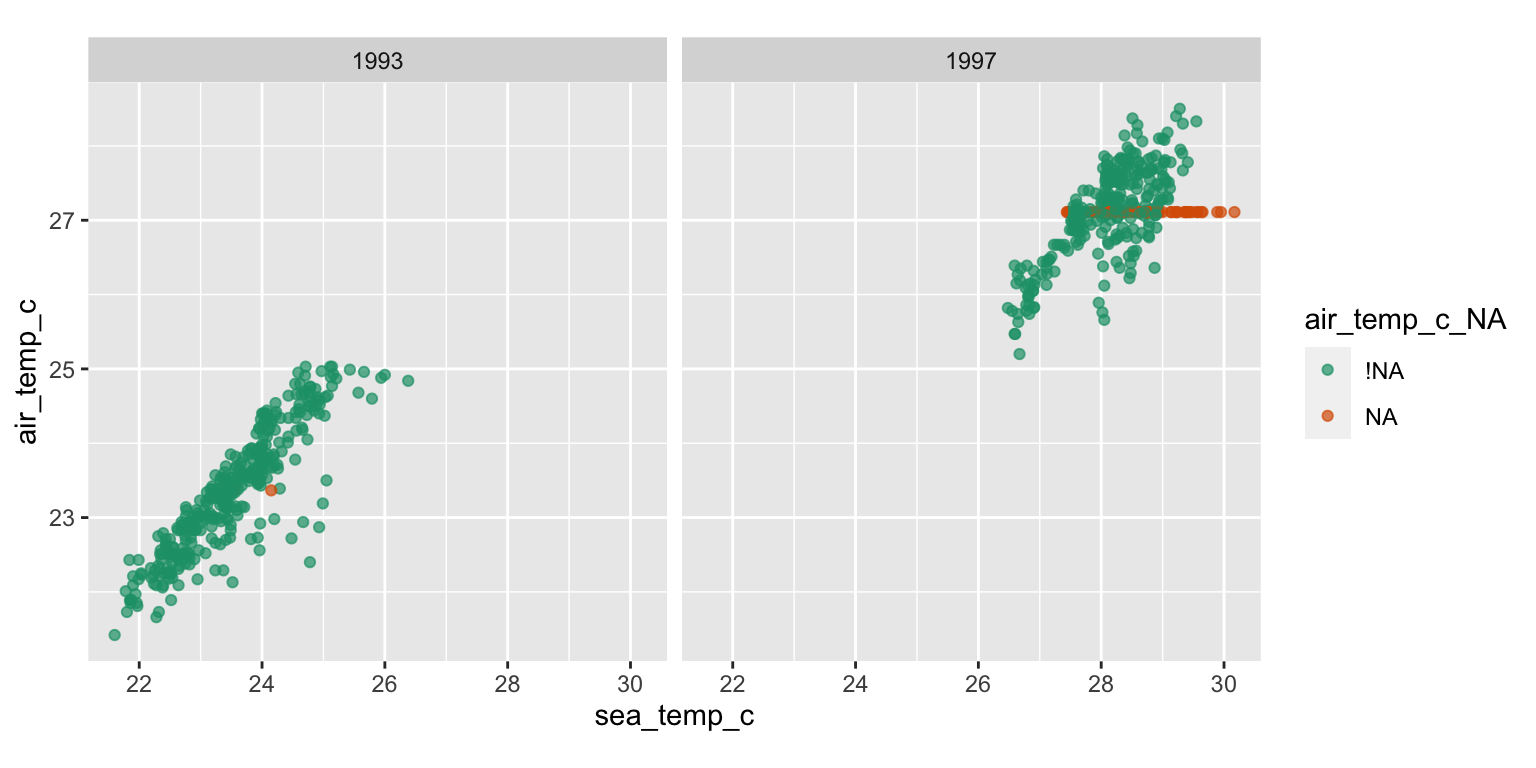 1993
1997
27
25
23
air_temp_c
22 24 26 28 30
22 24 26 28 30
sea_temp_c
air_temp_c_NA
!NA
NA